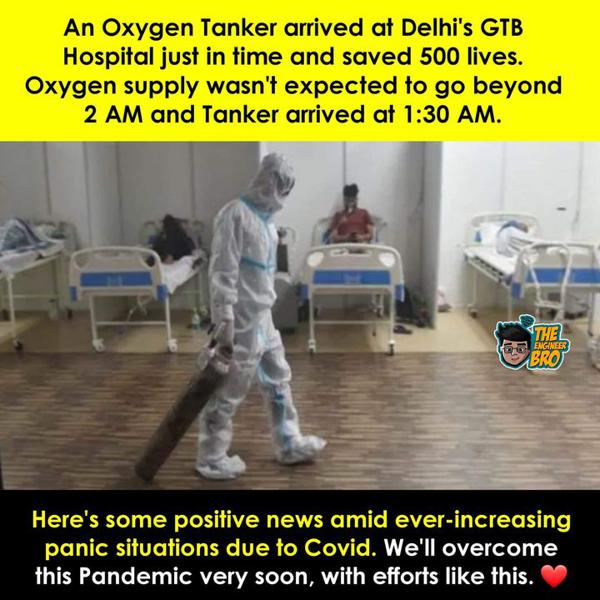 An Oxygen Tanker arrived at Delhi's GTB
Hospital just in time and saved 500 lives.
Oxygen supply wasn't expected to go beyond
2 AM and Tanker arrived at 1:30 AM.
THE
ENGINEER
BRO
Here's some positive news amid ever-increasing
panic situations due to Covid. We'll overcome
this Pandemic very soon, with efforts like this. ❤️